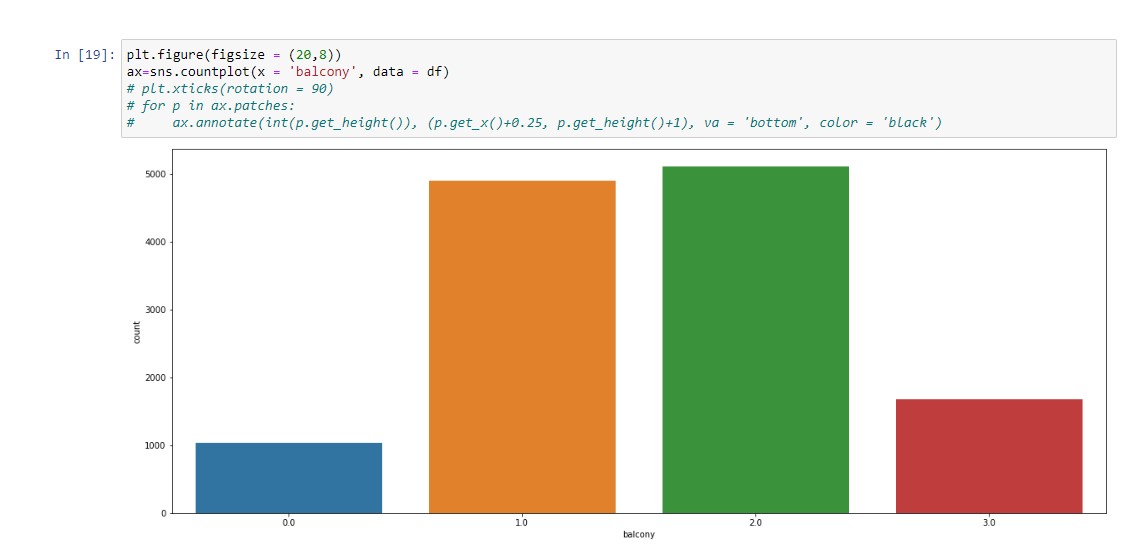 In [19]: plt.figure(figsize = (20,8))
ax=sns.countplot(x = 'balcony', data = df)
# plt.xticks(rotation = 90)
# for p in ax.patches:
#     ax.annotate(int(p.get_height()), (p.get_x()+0.25, p.get_height()+1), va = 'bottom', color = 'black')
5000
4000
3000
2000
1000
0
count
0.0 1.0 2.0 3.0
balcony